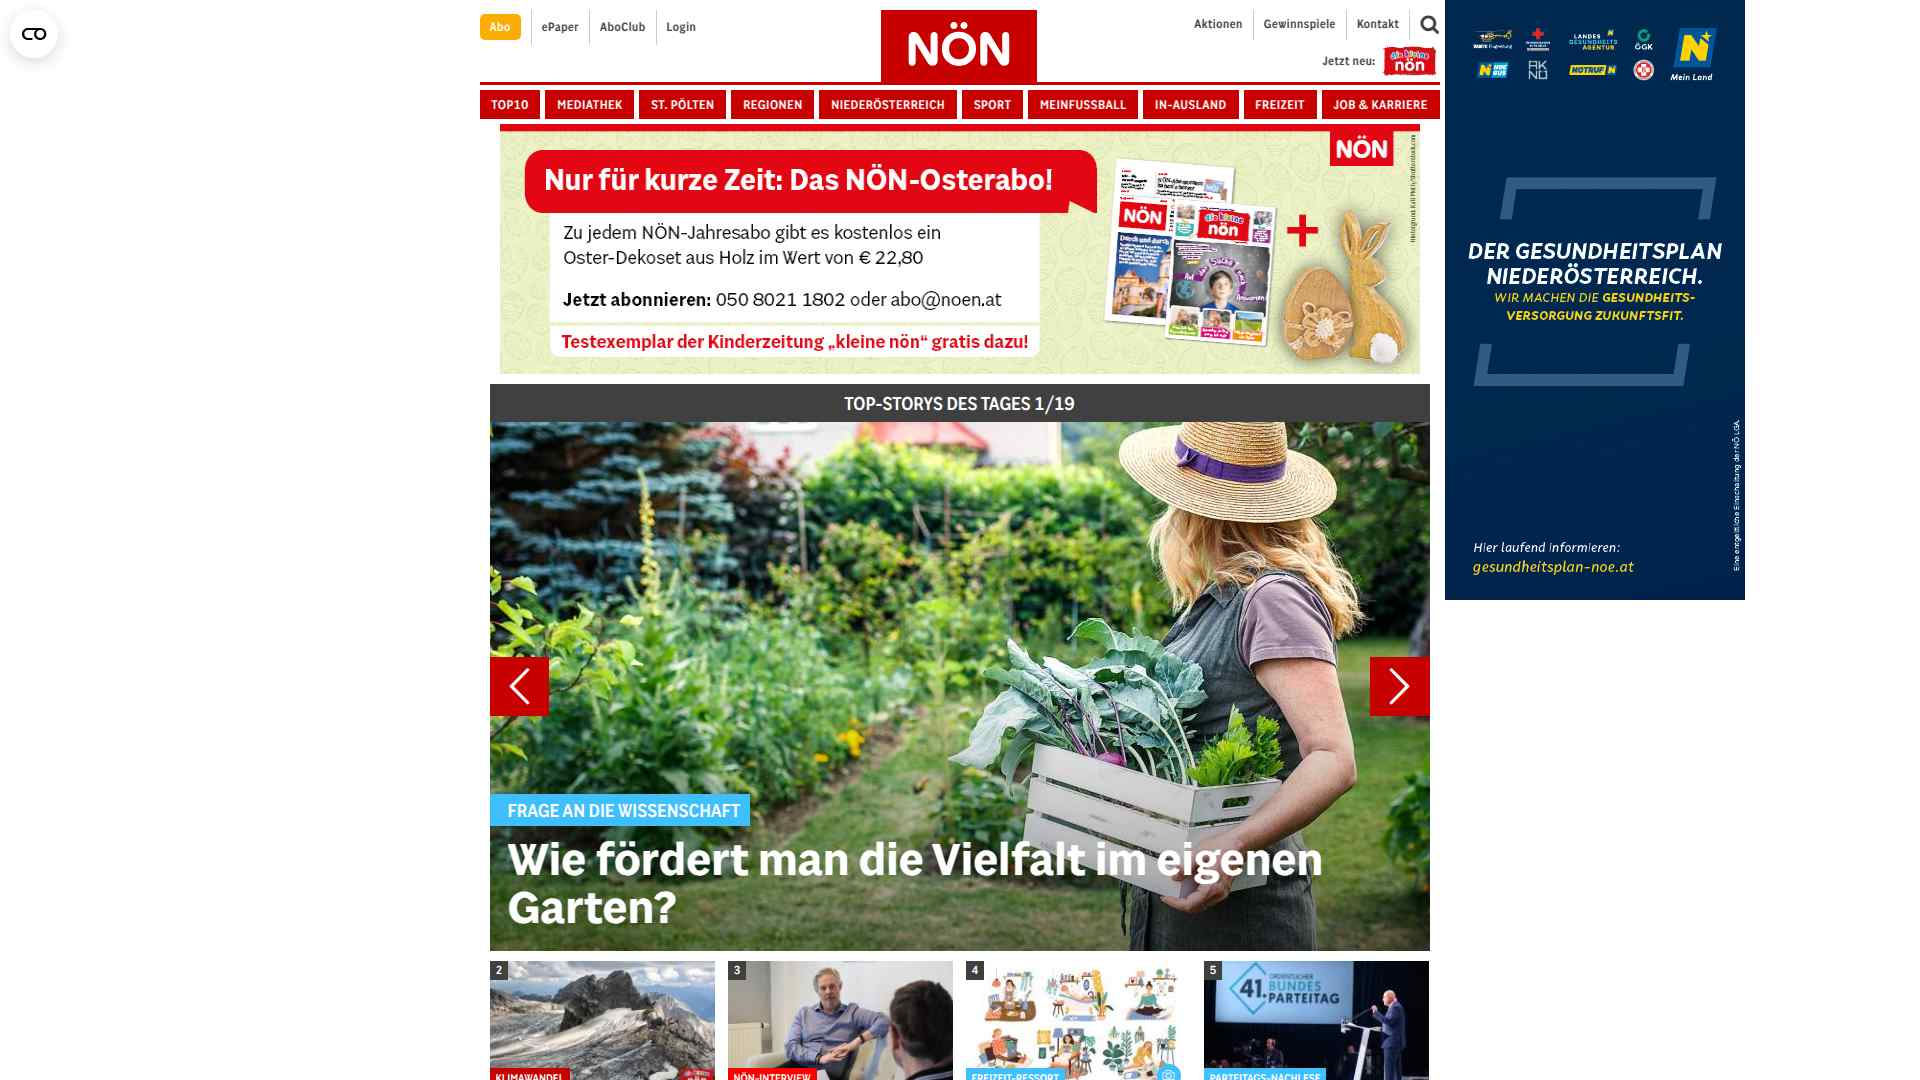 Abo
ePaper
AboClub
Login
NÖN
Aktionen
Gewinnspiele
Kontakt
Jetzt neu:
die kleine
nön
TOP10
MEDIATHEK
ST. PÖLTEN
REGIONEN
NIEDERÖSTERREICH
SPORT
MEINFUSSBALL
IN-AUSLAND
FREIZEIT
JOB & KARRIERE
NÖN
Nur für kurze Zeit: Das NÖN-Osterabo!
Zu jedem NÖN-Jahresabo gibt es kostenlos ein
Oster-Dekoset aus Holz im Wert von € 22,80
Jetzt abonnieren: 050 8021 1802 oder abo@noen.at
Testexemplar der Kinderzeitung „kleine nön“ gratis dazu!
NÖN
Durch und durch
die kleine
nön
+
LANDES
GESUNDHEITS
AGENTUR
ÖGK
NOTRUF
Mein Land
DER GESUNDHEITSPLAN
NIEDERÖSTERREICH.
WIR MACHEN DIE GESUNDHEITS-
VERSORGUNG ZUKUNFTSFIT.
Hier laufend informieren:
gesundheitsplan-noe.at
Eine entgeltliche Einschaltung der NÖ LGA.
TOP-STORYS DES TAGES 1/19
FRAGE AN DIE WISSENSCHAFT
Wie fördert man die Vielfalt im eigenen
Garten?
2
KLIMAWANDEL
3
NÖN-INTERVIEW
4
FREIZEIT-RESSORT
5
ORDENTLICHER
41. BUNDES
PARTEITAG
PARTEITAGS-NACHLESE